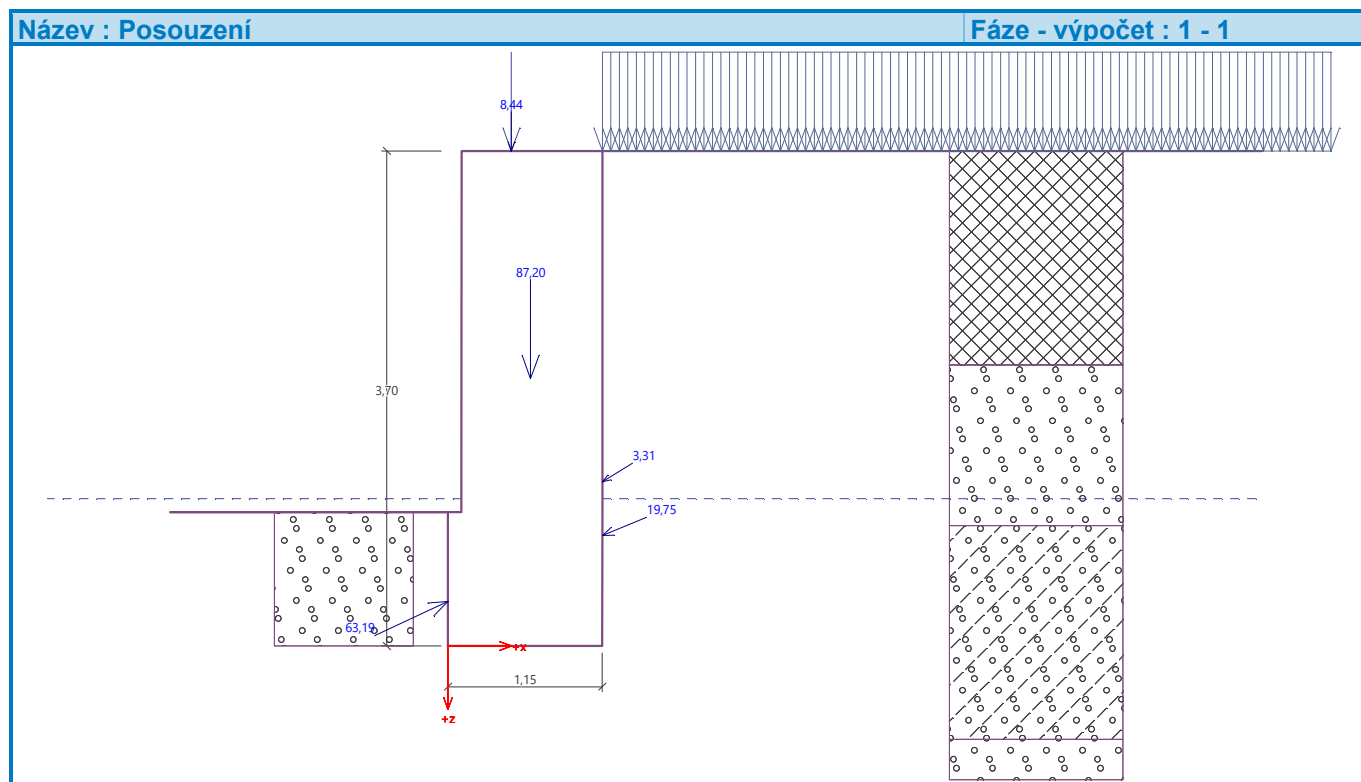 Název : Posouzení
Fáze - výpočet : 1 - 1
8,44
87,20
3,70
3,31
19,75
63,19
+x
1,15
+z